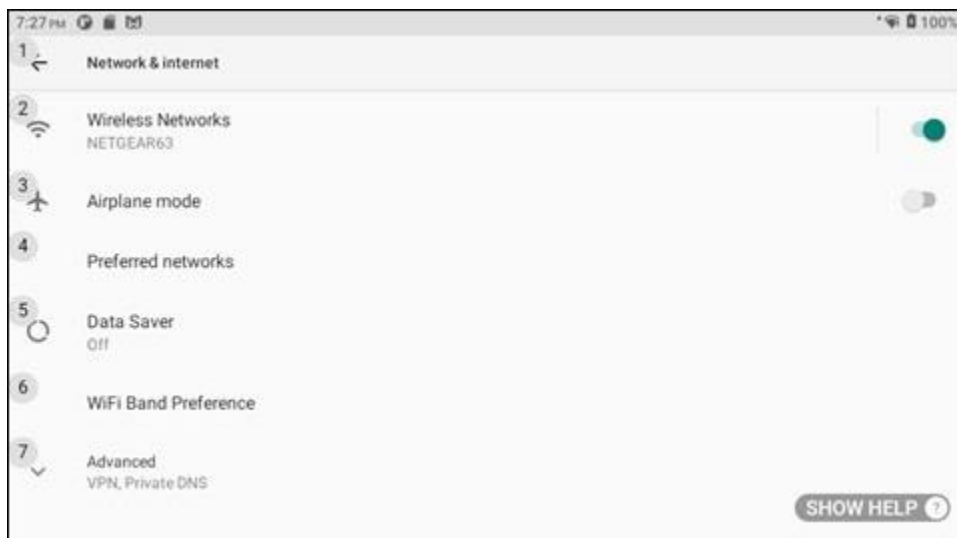 7:27 PM 100%
1 Network & internet
2 Wireless Networks
NETGEAR63
3 Airplane mode
4 Preferred networks
5 Data Saver
Off
6 WiFi Band Preference
7 Advanced
VPN, Private DNS
SHOW HELP ?